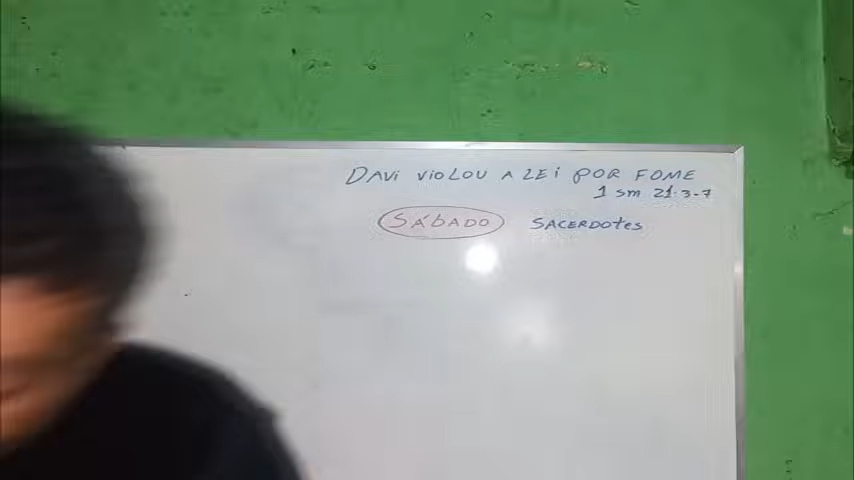 DAVI VIOLOU A LEI POR FOME
1 SM 21.3-7
SÁBADO SACERDOTES